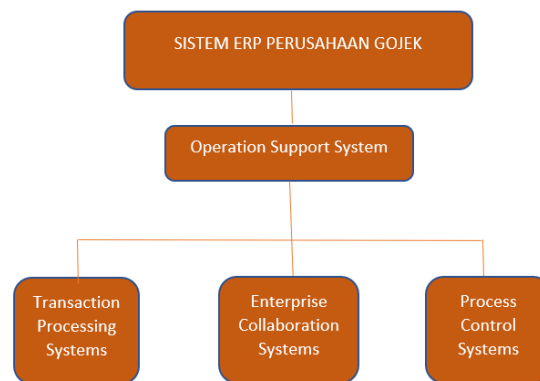 SISTEM ERP PERUSAHAAN GOJEK
Operation Support System
Transaction
Processing
Systems
Enterprise
Collaboration
Systems
Process
Control
Systems